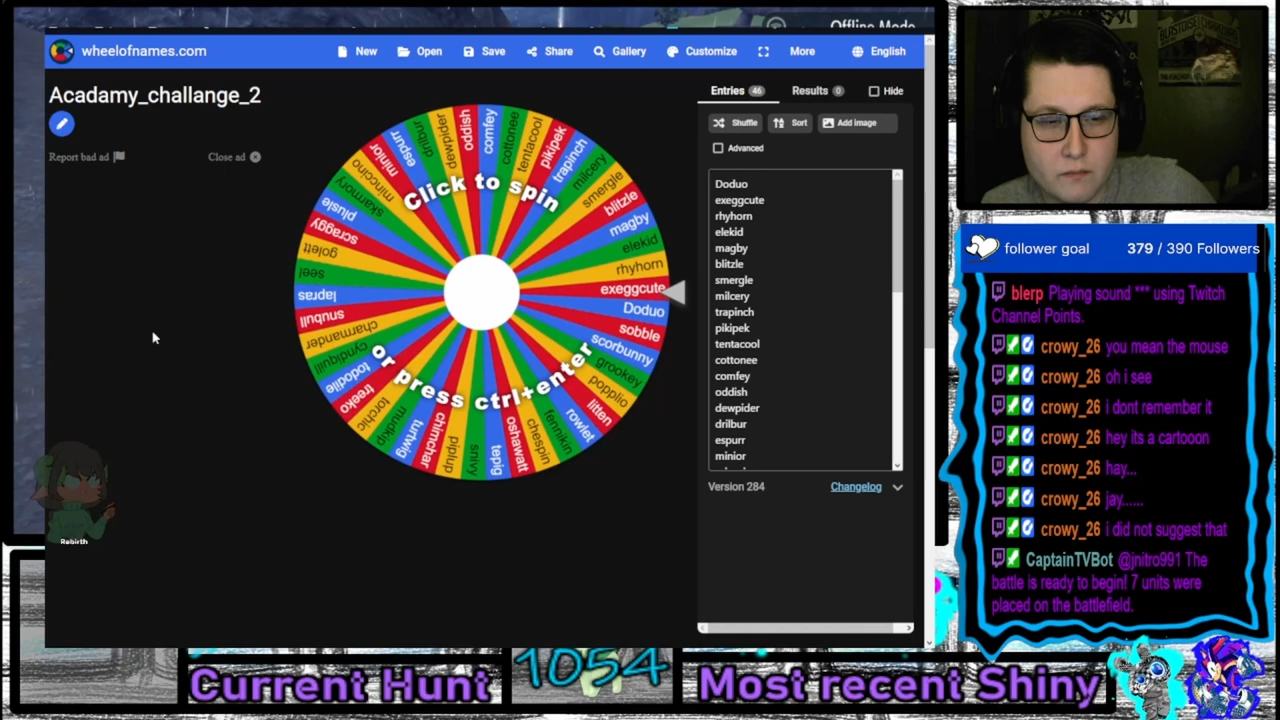 Offline Mode
wheelofnames.com
New
Open
Save
Share
Gallery
Customize
More
English
Acadamy_challange_2
Report bad ad
Close ad
Click to spin
or press ctrl+enter
Doduo
exeggcute
rhyhorn
elekid
magby
blitzle
smergle
milcery
trapinch
pikipek
tentacool
cottonee
comfey
oddish
dewpider
drilbur
espurr
minior
minccino
skarmory
plusle
scraggy
golett
seel
lapras
snubull
charmander
cyndiquil
totodile
treeko
torchic
mudkip
turtwig
chimchar
piplup
snivy
tepig
oshawatt
chespin
fennikin
rowlet
litten
popplio
grookey
scorbunny
sobble
Entries 46
Results 0
Hide
Shuffle
Sort
Add image
Advanced
Doduo
exeggcute
rhyhorn
elekid
magby
blitzle
smergle
milcery
trapinch
pikipek
tentacool
cottonee
comfey
oddish
dewpider
drilbur
espurr
minior
Version 284
Changelog
Rebirth
follower goal
379 / 390 Followers
blerp Playing sound *** using Twitch
Channel Points.
crowy_26 you mean the mouse
crowy_26 oh i see
crowy_26 i dont remember it
crowy_26 hey its a cartooon
crowy_26 hay...
crowy_26 jay......
crowy_26 i did not suggest that
CaptainTVBot @jnitro991 The
battle is ready to begin! 7 units were
placed on the battlefield.
Current Hunt
1054
Most recent Shiny